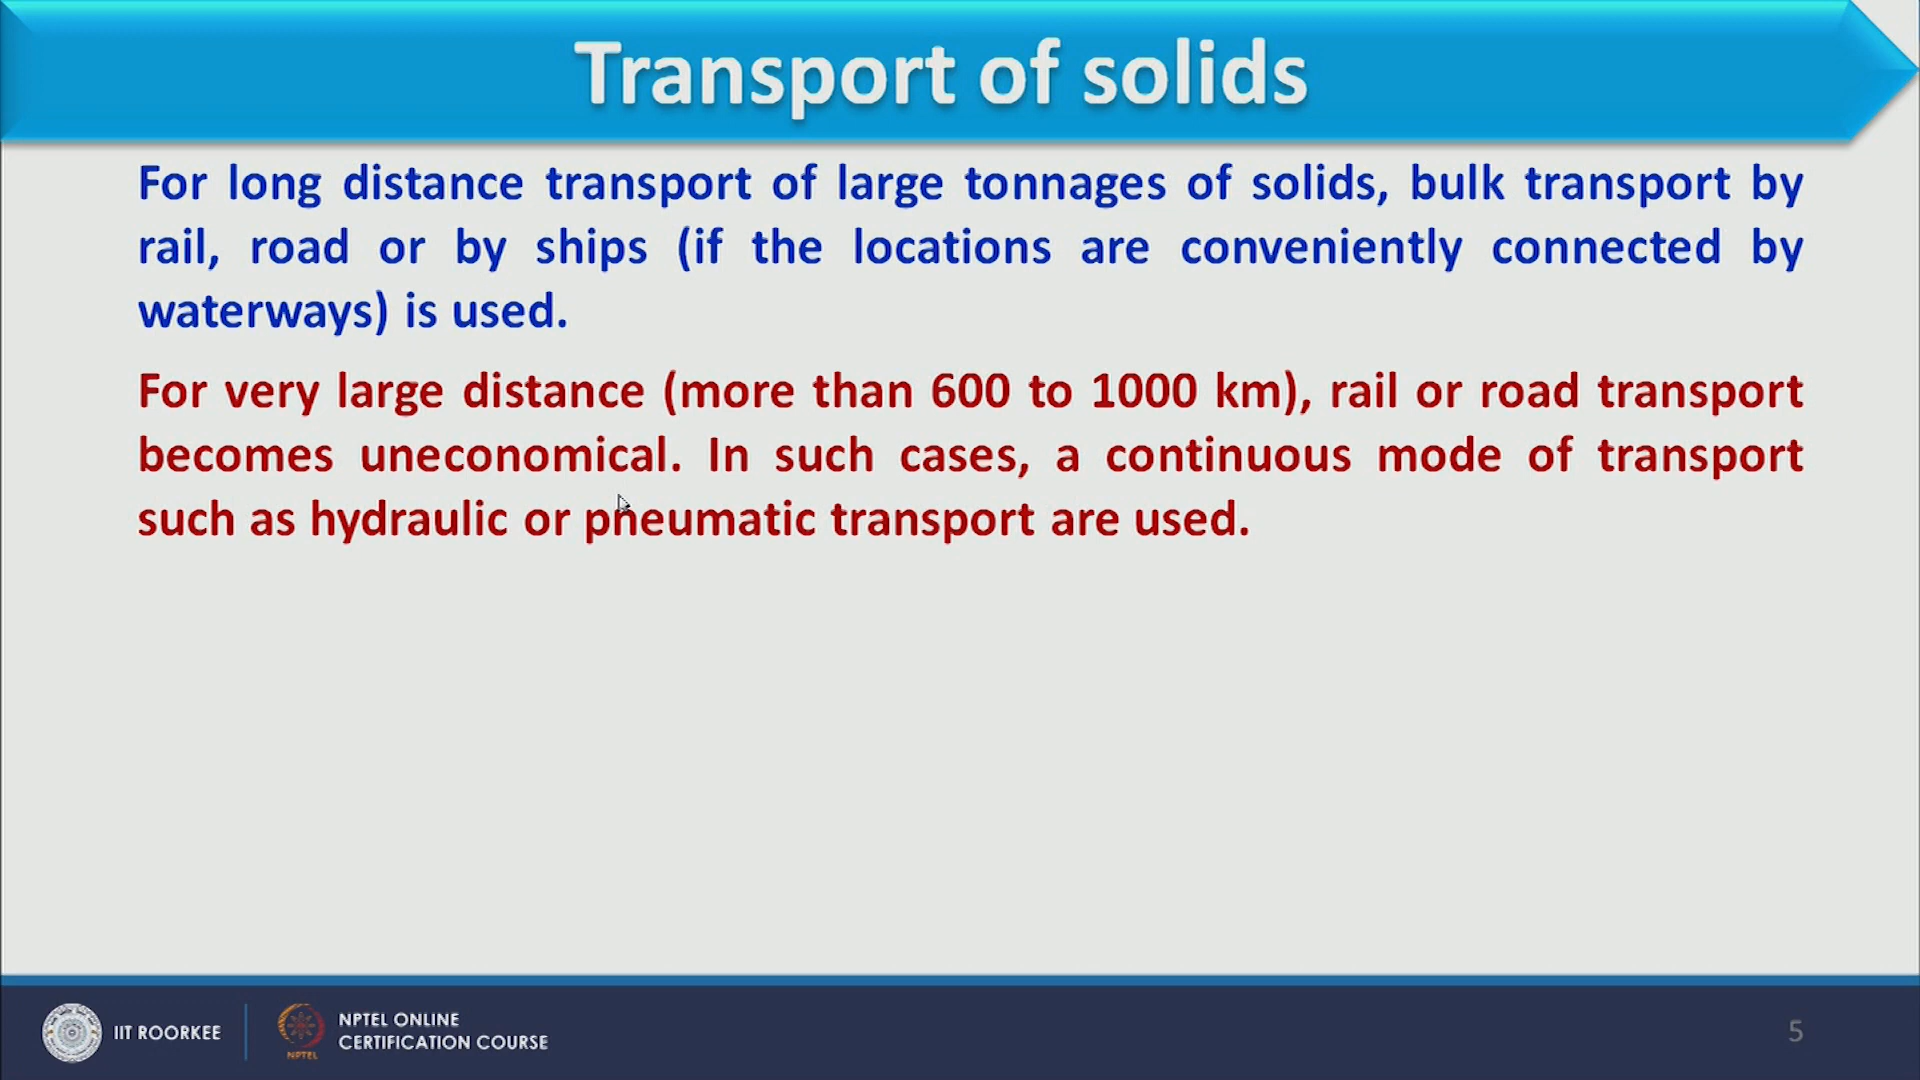 Transport of solids
For long distance transport of large tonnages of solids, bulk transport by
rail, road or by ships (if the locations are conveniently connected by
waterways) is used.
For very large distance (more than 600 to 1000 km), rail or road transport
becomes uneconomical. In such cases, a continuous mode of transport
such as hydraulic or pneumatic transport are used.
IIT ROORKEE
NPTEL
NPTEL ONLINE
CERTIFICATION COURSE
5